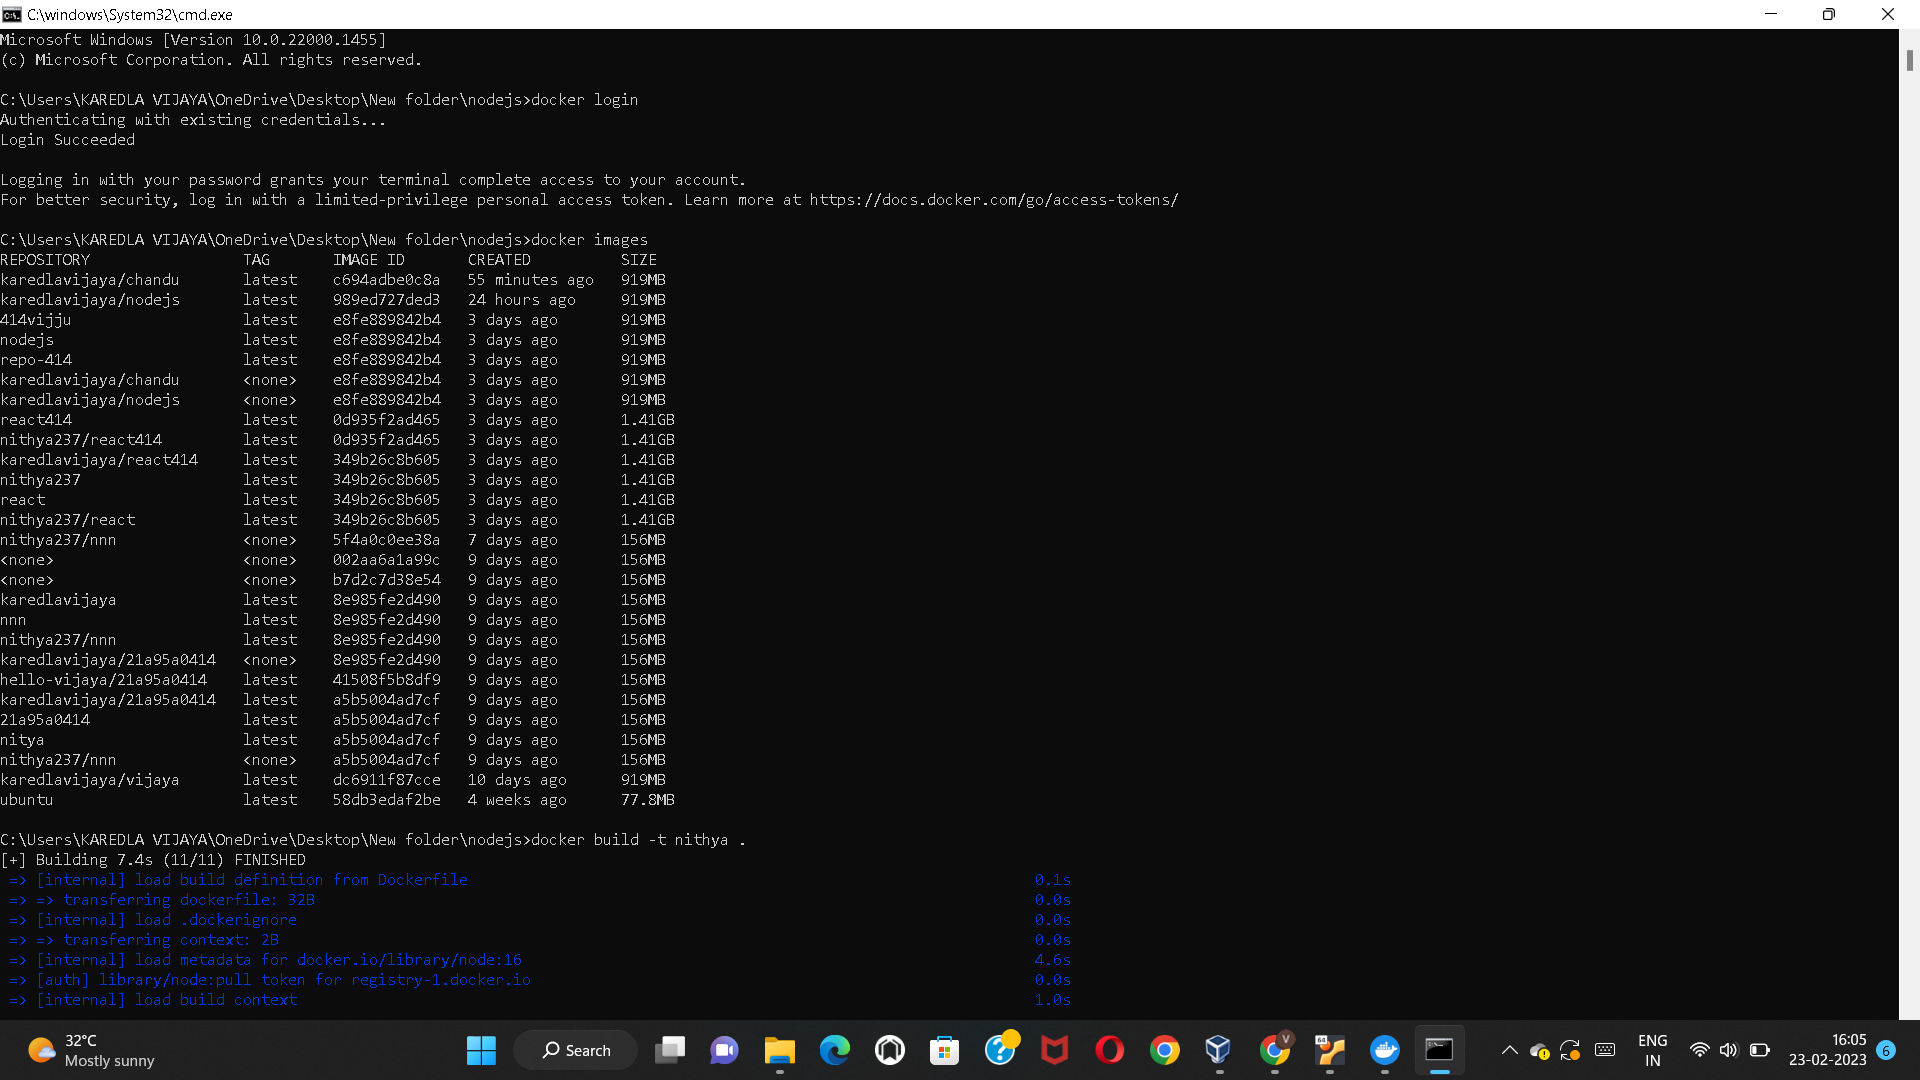 C:\windows\System32\cmd.exe
Microsoft Windows [Version 10.0.22000.1455]
(c) Microsoft Corporation. All rights reserved.
C:\Users\KAREDLA VIJAYA\OneDrive\Desktop\New folder\nodejs>docker login
Authenticating with existing credentials...
Login Succeeded
Logging in with your password grants your terminal complete access to your account.
For better security, log in with a limited-privilege personal access token. Learn more at https://docs.docker.com/go/access-tokens/
C:\Users\KAREDLA VIJAYA\OneDrive\Desktop\New folder\nodejs>docker images
REPOSITORY TAG IMAGE ID CREATED SIZE
karedlavijaya/chandu latest c694adbe0c8a 55 minutes ago 919MB
karedlavijaya/nodejs latest 989ed727ded3 24 hours ago 919MB
414vijju latest e8fe889842b4 3 days ago 919MB
nodejs latest e8fe889842b4 3 days ago 919MB
repo-414 latest e8fe889842b4 3 days ago 919MB
karedlavijaya/chandu <none> e8fe889842b4 3 days ago 919MB
karedlavijaya/nodejs <none> e8fe889842b4 3 days ago 919MB
react414 latest 0d935f2ad465 3 days ago 1.41GB
nithya237/react414 latest 0d935f2ad465 3 days ago 1.41GB
karedlavijaya/react414 latest 349b26c8b605 3 days ago 1.41GB
nithya237 latest 349b26c8b605 3 days ago 1.41GB
react latest 349b26c8b605 3 days ago 1.41GB
nithya237/react latest 349b26c8b605 3 days ago 1.41GB
nithya237/nnn <none> 5f4a0c0ee38a 7 days ago 156MB
<none> <none> 002aa6a1a99c 9 days ago 156MB
<none> <none> b7d2c7d38e54 9 days ago 156MB
karedlavijaya latest 8e985fe2d490 9 days ago 156MB
nnn latest 8e985fe2d490 9 days ago 156MB
nithya237/nnn latest 8e985fe2d490 9 days ago 156MB
karedlavijaya/21a95a0414 <none> 8e985fe2d490 9 days ago 156MB
hello-vijaya/21a95a0414 latest 41508f5b8df9 9 days ago 156MB
karedlavijaya/21a95a0414 latest a5b5004ad7cf 9 days ago 156MB
21a95a0414 latest a5b5004ad7cf 9 days ago 156MB
nitya latest a5b5004ad7cf 9 days ago 156MB
nithya237/nnn <none> a5b5004ad7cf 9 days ago 156MB
karedlavijaya/vijaya latest dc6911f87cce 10 days ago 919MB
ubuntu latest 58db3edaf2be 4 weeks ago 77.8MB
C:\Users\KAREDLA VIJAYA\OneDrive\Desktop\New folder\nodejs>docker build -t nithya .
[+] Building 7.4s (11/11) FINISHED
=> [internal] load build definition from Dockerfile 0.1s
=> => transferring dockerfile: 32B 0.0s
=> [internal] load .dockerignore 0.0s
=> => transferring context: 2B 0.0s
=> [internal] load metadata for docker.io/library/node:16 4.6s
=> [auth] library/node:pull token for registry-1.docker.io 0.0s
=> [internal] load build context 1.0s
32°C
Mostly sunny
Search
V
64
ENG
IN
16:05
23-02-2023
6